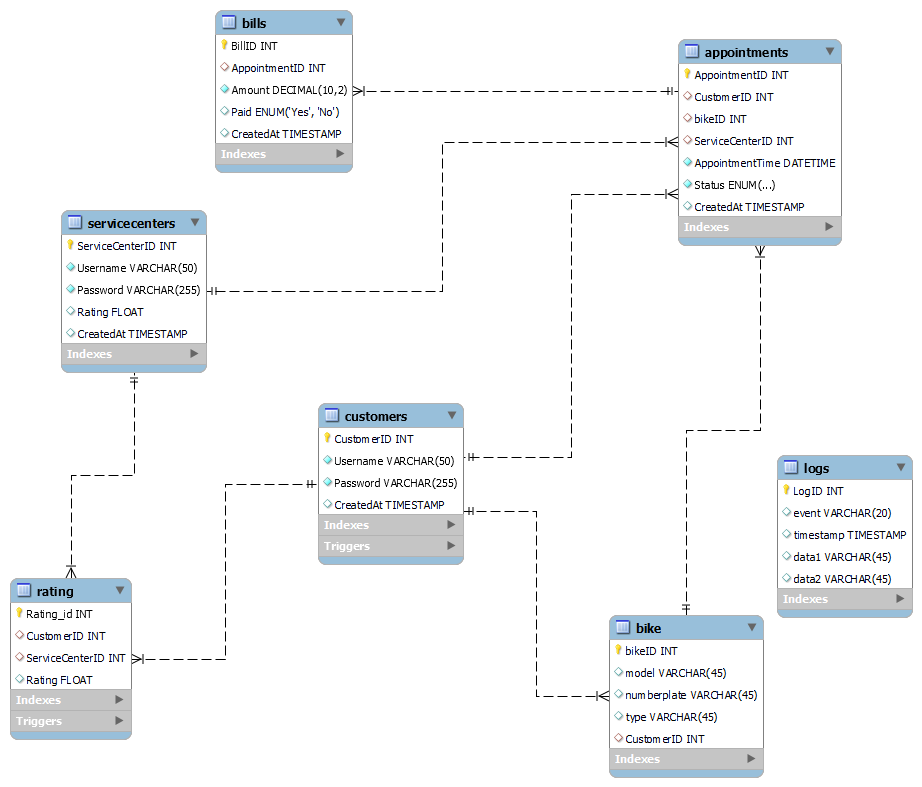 bills
BillID INT
AppointmentID INT
Amount DECIMAL(10,2)
Paid ENUM('Yes', 'No')
CreatedAt TIMESTAMP
Indexes
appointments
AppointmentID INT
CustomerID INT
bikeID INT
ServiceCenterID INT
AppointmentTime DATETIME
Status ENUM(...)
CreatedAt TIMESTAMP
Indexes
servicecenters
ServiceCenterID INT
Username VARCHAR(50)
Password VARCHAR(255)
Rating FLOAT
CreatedAt TIMESTAMP
Indexes
customers
CustomerID INT
Username VARCHAR(50)
Password VARCHAR(255)
CreatedAt TIMESTAMP
Indexes
Triggers
logs
LogID INT
event VARCHAR(20)
timestamp TIMESTAMP
data1 VARCHAR(45)
data2 VARCHAR(45)
Indexes
rating
Rating_id INT
CustomerID INT
ServiceCenterID INT
Rating FLOAT
Indexes
Triggers
bike
bikeID INT
model VARCHAR(45)
numberplate VARCHAR(45)
type VARCHAR(45)
CustomerID INT
Indexes